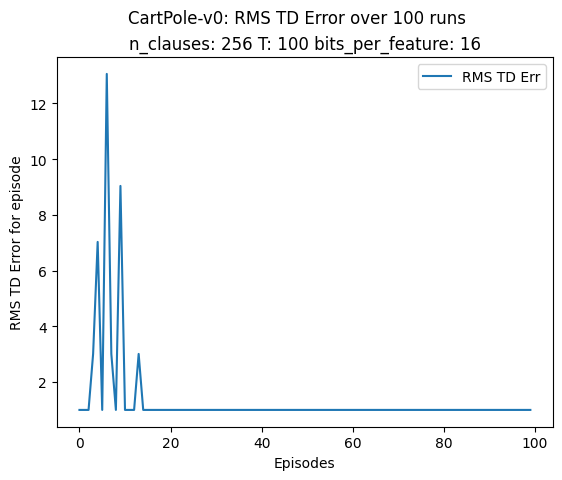 CartPole-v0: RMS TD Error over 100 runs
n_clauses: 256 T: 100 bits_per_feature: 16
RMS TD Err
RMS TD Error for episode
12
10
8
6
4
2
0
20
40
60
80
100
Episodes